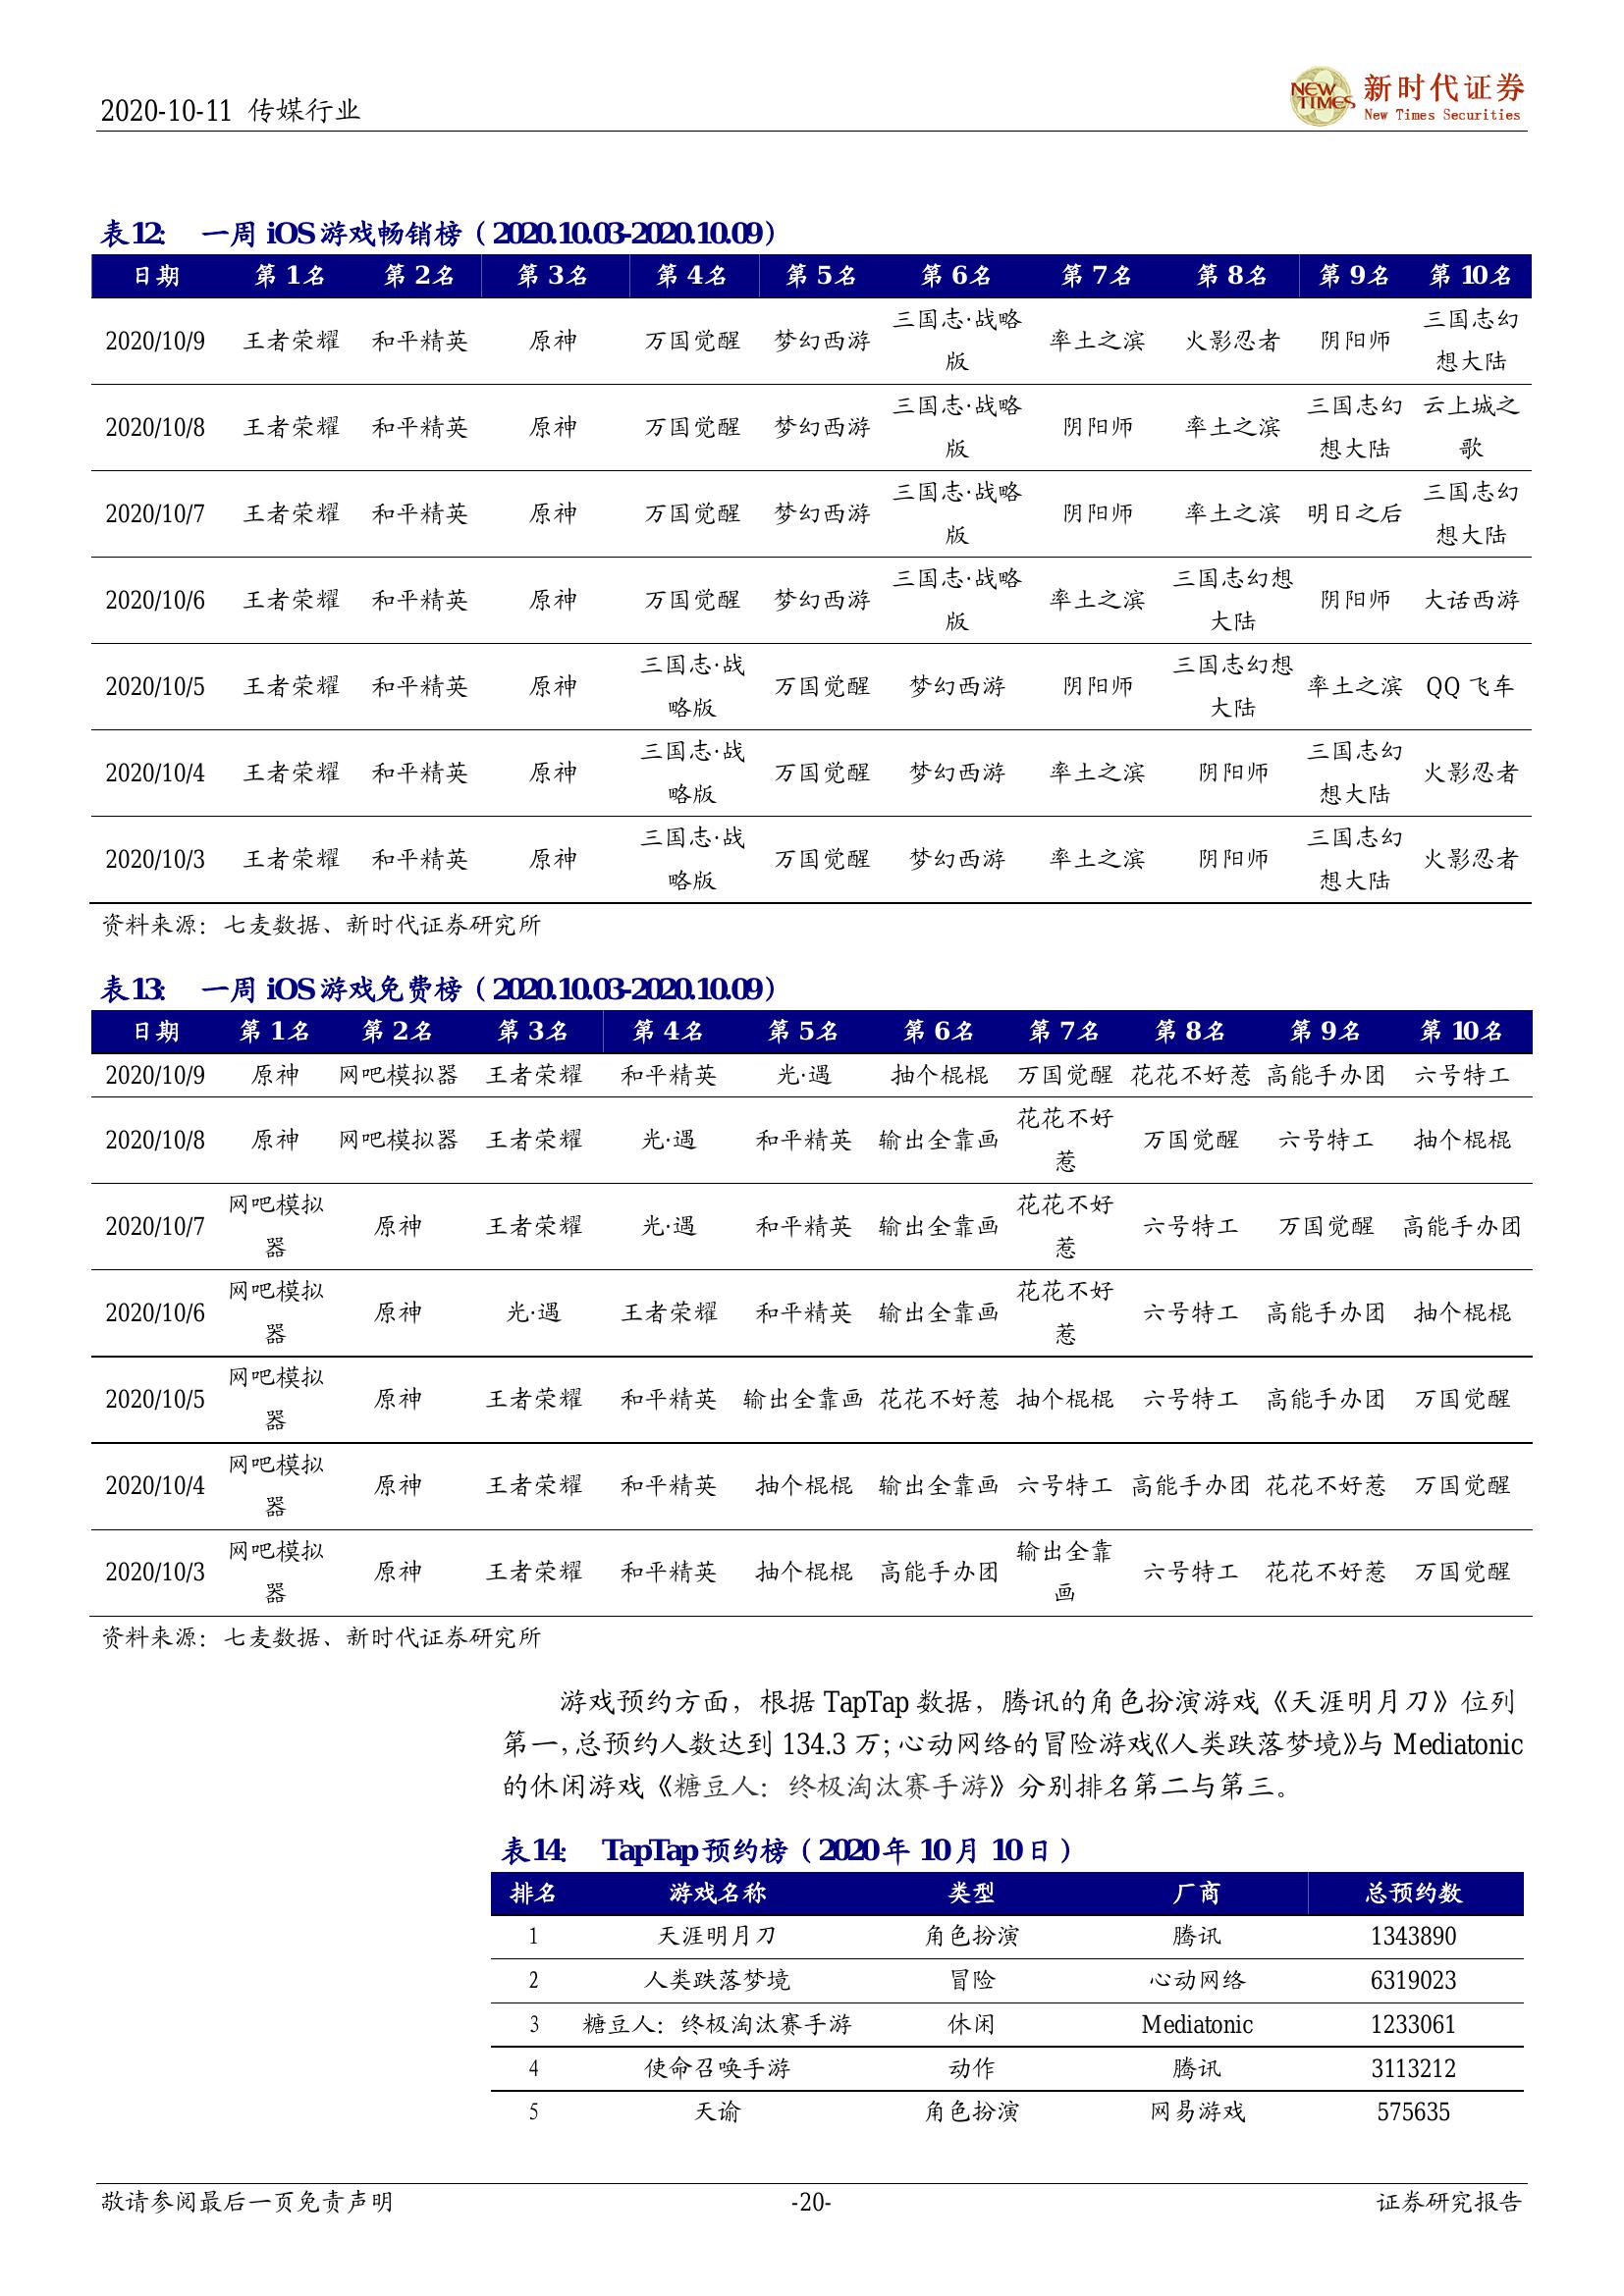 2020-10-11 传媒行业
NEW TIMES 新时代证券
New Times Securities
表12: 一周 iOS 游戏畅销榜（2020.10.03-2020.10.09）
日期 第 1名 第 2名 第 3名 第 4名 第 5名 第 6名 第 7名 第 8名 第 9名 第 10名
2020/10/9 王者荣耀 和平精英 原神 万国觉醒 梦幻西游 三国志·战略版 率土之滨 火影忍者 阴阳师 三国志幻想大陆
2020/10/8 王者荣耀 和平精英 原神 万国觉醒 梦幻西游 三国志·战略版 阴阳师 率土之滨 三国志幻想大陆 云上城之歌
2020/10/7 王者荣耀 和平精英 原神 万国觉醒 梦幻西游 三国志·战略版 阴阳师 率土之滨 明日之后 三国志幻想大陆
2020/10/6 王者荣耀 和平精英 原神 万国觉醒 梦幻西游 三国志·战略版 率土之滨 三国志幻想大陆 阴阳师 大话西游
2020/10/5 王者荣耀 和平精英 原神 三国志·战略版 万国觉醒 梦幻西游 阴阳师 三国志幻想大陆 率土之滨 QQ 飞车
2020/10/4 王者荣耀 和平精英 原神 三国志·战略版 万国觉醒 梦幻西游 率土之滨 阴阳师 三国志幻想大陆 火影忍者
2020/10/3 王者荣耀 和平精英 原神 三国志·战略版 万国觉醒 梦幻西游 率土之滨 阴阳师 三国志幻想大陆 火影忍者
资料来源：七麦数据、新时代证券研究所
表13: 一周 iOS 游戏免费榜（2020.10.03-2020.10.09）
日期 第 1名 第 2名 第 3名 第 4名 第 5名 第 6名 第 7名 第 8名 第 9名 第 10名
2020/10/9 原神 网吧模拟器 王者荣耀 和平精英 光·遇 抽个棍棍 万国觉醒 花花不好惹 高能手办团 六号特工
2020/10/8 原神 网吧模拟器 王者荣耀 光·遇 和平精英 输出全靠画 花花不好惹 万国觉醒 六号特工 抽个棍棍
2020/10/7 网吧模拟器 原神 王者荣耀 光·遇 和平精英 输出全靠画 花花不好惹 六号特工 万国觉醒 高能手办团
2020/10/6 网吧模拟器 原神 光·遇 王者荣耀 和平精英 输出全靠画 花花不好惹 六号特工 高能手办团 抽个棍棍
2020/10/5 网吧模拟器 原神 王者荣耀 和平精英 输出全靠画 花花不好惹 抽个棍棍 六号特工 高能手办团 万国觉醒
2020/10/4 网吧模拟器 原神 王者荣耀 和平精英 抽个棍棍 输出全靠画 六号特工 高能手办团 花花不好惹 万国觉醒
2020/10/3 网吧模拟器 原神 王者荣耀 和平精英 抽个棍棍 高能手办团 输出全靠画 六号特工 花花不好惹 万国觉醒
资料来源：七麦数据、新时代证券研究所
游戏预约方面，根据 TapTap 数据，腾讯的角色扮演游戏《天涯明月刀》位列
第一，总预约人数达到 134.3 万；心动网络的冒险游戏《人类跌落梦境》与 Mediatonic
的休闲游戏《糖豆人：终极淘汰赛手游》分别排名第二与第三。
表14: TapTap 预约榜（2020 年 10 月 10 日）
排名 游戏名称 类型 厂商 总预约数
1 天涯明月刀 角色扮演 腾讯 1343890
2 人类跌落梦境 冒险 心动网络 6319023
3 糖豆人：终极淘汰赛手游 休闲 Mediatonic 1233061
4 使命召唤手游 动作 腾讯 3113212
5 天谕 角色扮演 网易游戏 575635
敬请参阅最后一页免责声明 -20- 证券研究报告